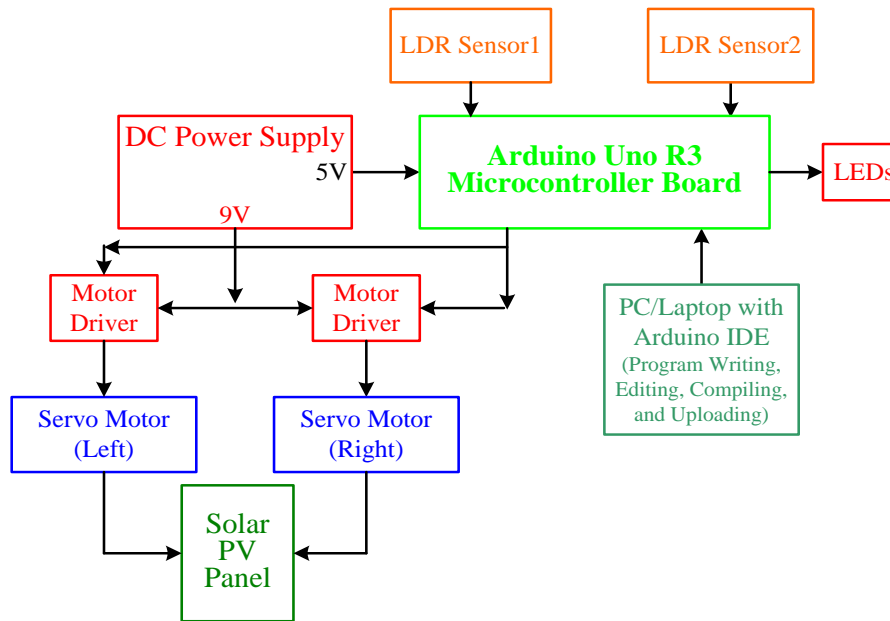 LDR Sensor1
LDR Sensor2
DC Power Supply
5V
9V
Arduino Uno R3
Microcontroller Board
LEDs
Motor
Driver
Motor
Driver
PC/Laptop with
Arduino IDE
(Program Writing,
Editing, Compiling,
and Uploading)
Servo Motor
(Left)
Servo Motor
(Right)
Solar
PV
Panel